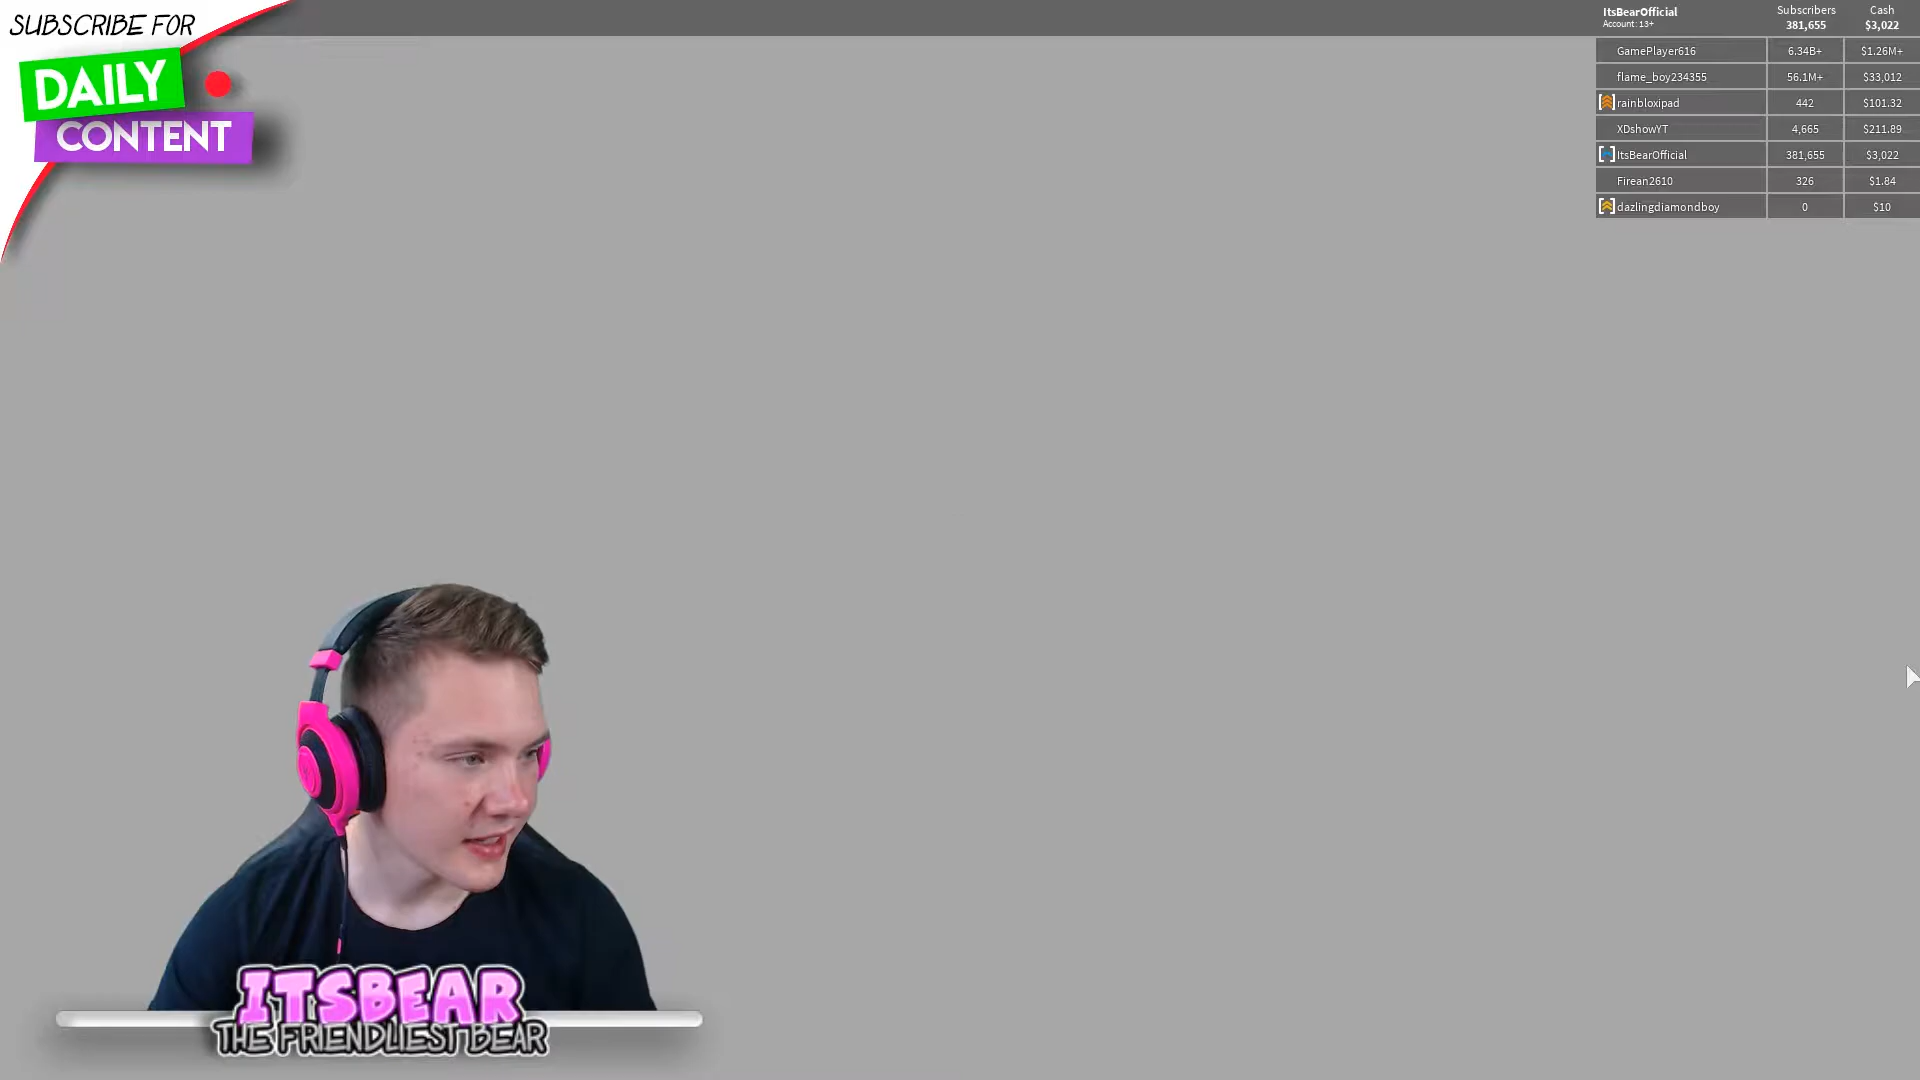 SUBSCRIBE FOR
DAILY
CONTENT
ItsBearOfficial Subscribers Cash
Account: 13+ 381,655 $3,022
GamePlayer616 6.34B+ $1.26M+
flame_boy234355 56.1M+ $33,012
rainbloxipad 442 $101.32
XDshowYT 4,665 $211.89
ItsBearOfficial 381,655 $3,022
Firean2610 326 $1.84
dazlingdiamondboy 0 $10
ITSBEAR
THE FRIENDLIEST BEAR